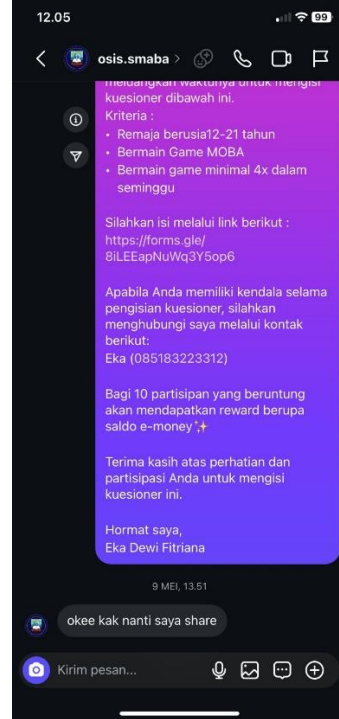 12.05
99
osis.smaba >
meluangkan waktunya untuk mengisi
kuesioner dibawah ini.
Kriteria :
• Remaja berusia12-21 tahun
• Bermain Game MOBA
• Bermain game minimal 4x dalam
seminggu
Silahkan isi melalui link berikut :
https://forms.gle/
8iLEEapNuWq3Y5op6
Apabila Anda memiliki kendala selama
pengisian kuesioner, silahkan
menghubungi saya melalui kontak
berikut:
Eka (085183223312)
Bagi 10 partisipan yang beruntung
akan mendapatkan reward berupa
saldo e-money✨
Terima kasih atas perhatian dan
partisipasi Anda untuk mengisi
kuesioner ini.
Hormat saya,
Eka Dewi Fitriana
9 MEI, 13.51
okee kak nanti saya share
Kirim pesan...